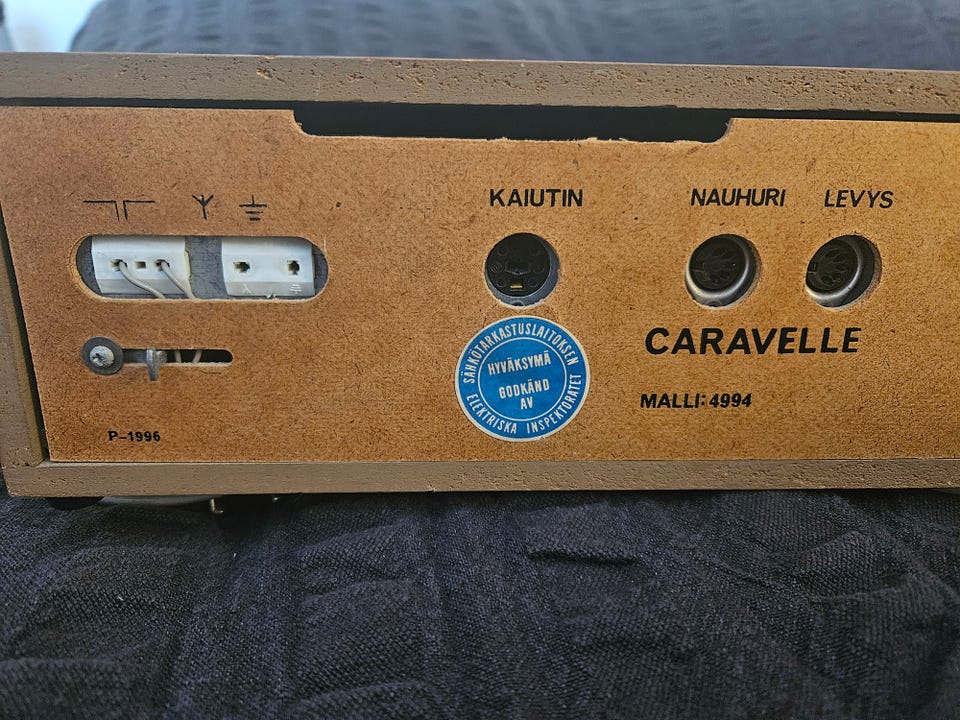 KAIUTIN
NAUHURI
LEVYS
SÄHKÖTARKASTUSLAITOKSEN
HYVÄKSYMÄ
GODKÄND
AV
ELEKTRISKA INSPEKTORATET
CARAVELLE
MALLI: 4994
P-1996